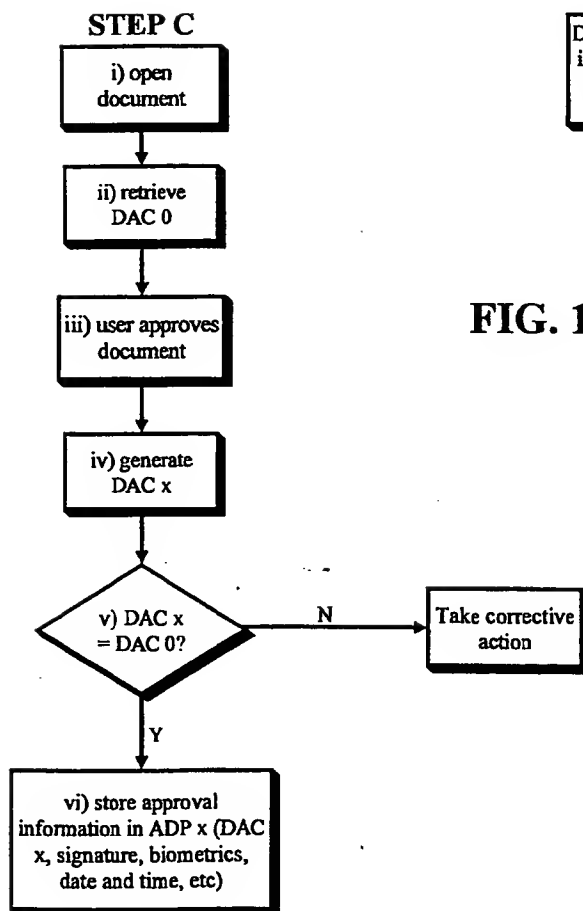 STEP C
i) open
document
ii) retrieve
DAC 0
iii) user approves
document
iv) generate
DAC x
v) DAC x
= DAC 0?
N
Take corrective
action
Y
vi) store approval
information in ADP x (DAC
x, signature, biometrics,
date and time, etc)
D
i
FIG. 1